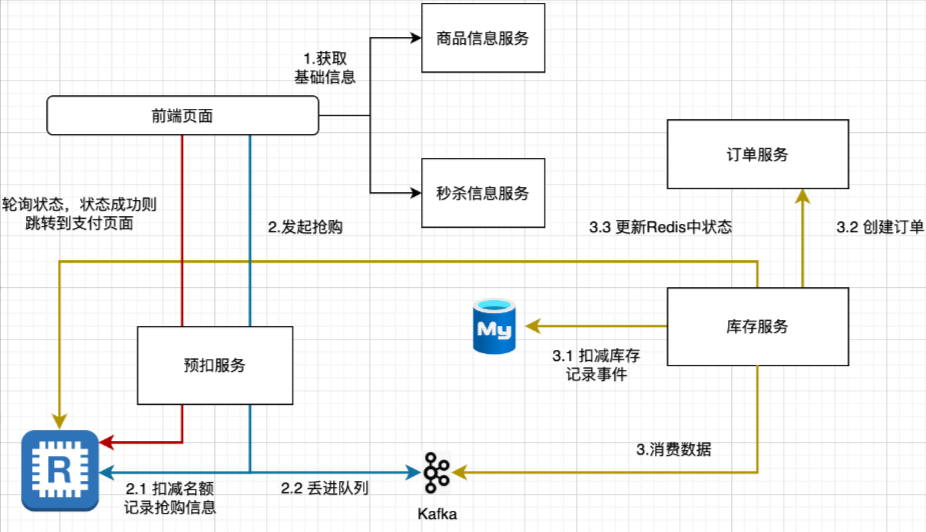 商品信息服务
1.获取
基础信息
前端页面
订单服务
秒杀信息服务
轮询状态，状态成功则
跳转到支付页面
2.发起抢购
3.3 更新Redis中状态
3.2 创建订单
My
库存服务
3.1 扣减库存
记录事件
预扣服务
R
3.消费数据
2.1 扣减名额
记录抢购信息
2.2 丢进队列
Kafka